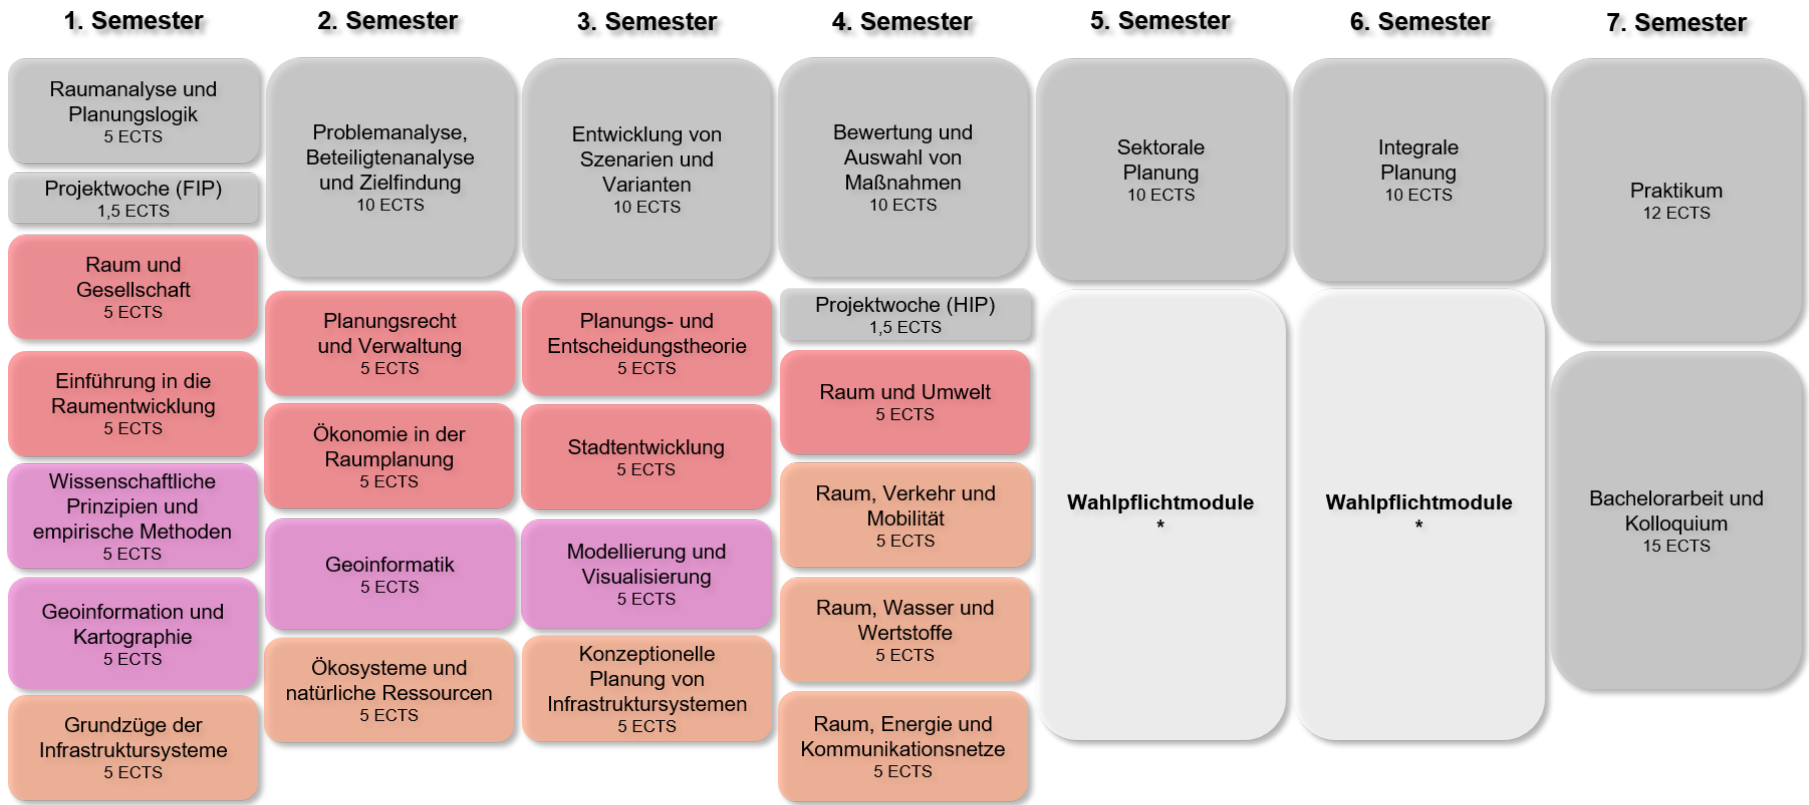 1. Semester
Raumanalyse und
Planungslogik
5 ECTS
Projektwoche (FIP)
1,5 ECTS
Raum und
Gesellschaft
5 ECTS
Einführung in die
Raumentwicklung
5 ECTS
Wissenschaftliche
Prinzipien und
empirische Methoden
5 ECTS
Geoinformation und
Kartographie
5 ECTS
Grundzüge der
Infrastruktursysteme
5 ECTS
2. Semester
Problemanalyse,
Beteiligtenanalyse
und Zielfindung
10 ECTS
Planungsrecht
und Verwaltung
5 ECTS
Ökonomie in der
Raumplanung
5 ECTS
Geoinformatik
5 ECTS
Ökosysteme und
natürliche Ressourcen
5 ECTS
3. Semester
Entwicklung von
Szenarien und
Varianten
10 ECTS
Planungs- und
Entscheidungstheorie
5 ECTS
Stadtentwicklung
5 ECTS
Modellierung und
Visualisierung
5 ECTS
Konzeptionelle
Planung von
Infrastruktursystemen
5 ECTS
4. Semester
Bewertung und
Auswahl von
Maßnahmen
10 ECTS
Projektwoche (HIP)
1,5 ECTS
Raum und Umwelt
5 ECTS
Raum, Verkehr und
Mobilität
5 ECTS
Raum, Wasser und
Wertstoffe
5 ECTS
Raum, Energie und
Kommunikationsnetze
5 ECTS
5. Semester
Sektorale
Planung
10 ECTS
Wahlpflichtmodule
*
6. Semester
Integrale
Planung
10 ECTS
Wahlpflichtmodule
*
7. Semester
Praktikum
12 ECTS
Bachelorarbeit und
Kolloquium
15 ECTS